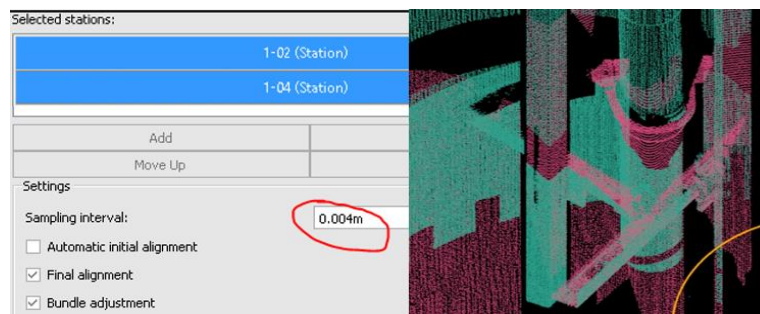 Selected stations:
1-02 (Station)
1-04 (Station)
Add
Move Up
Settings
Sampling interval:
0.004m
Automatic initial alignment
Final alignment
Bundle adjustment